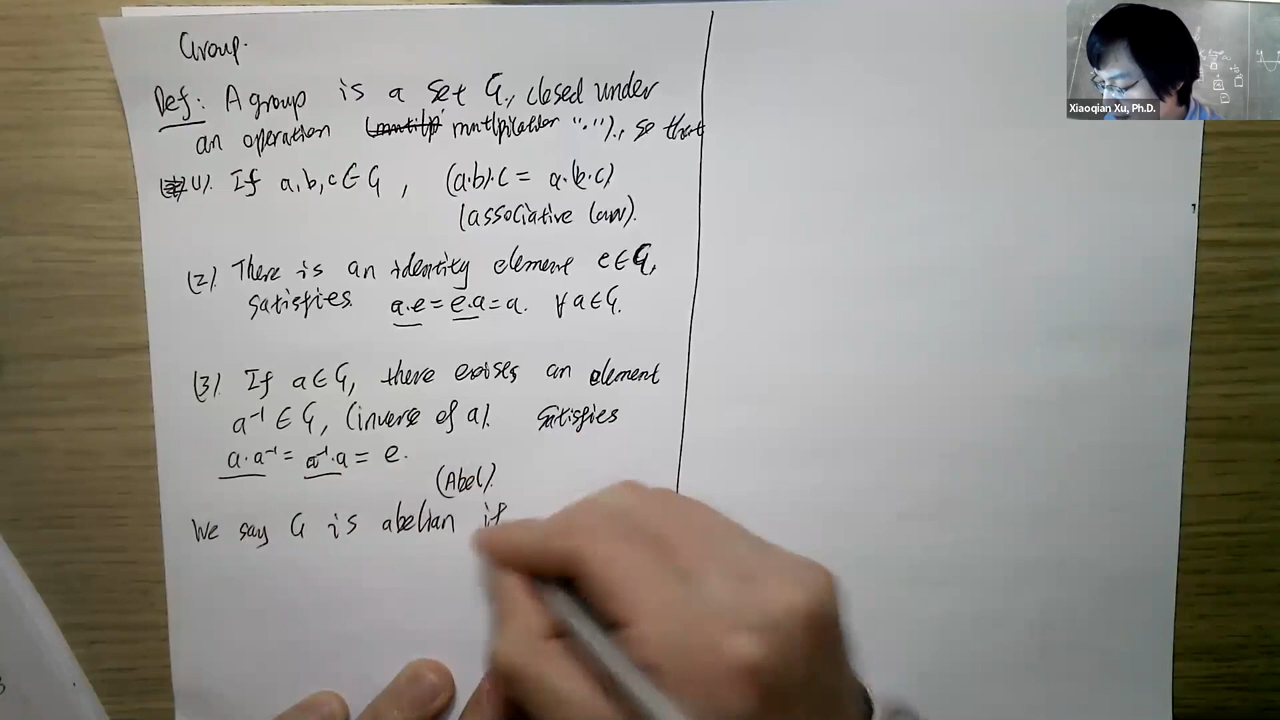 Group.
Def: A group is a set G, closed under
an operation (multiplication "·"), so that
(1). If a,b,c∈G, (a·b)·c = a·(b·c)
(associative law).
(2). There is an identity element e∈G,
satisfies a·e = e·a = a. ∀a∈G.
(3). If a∈G, there exises an element
a⁻¹∈G, (inverse of a). satisfies
a·a⁻¹ = a⁻¹·a = e.
(Abel).
We say G is abelian if
Xiaoqian Xu, Ph.D.